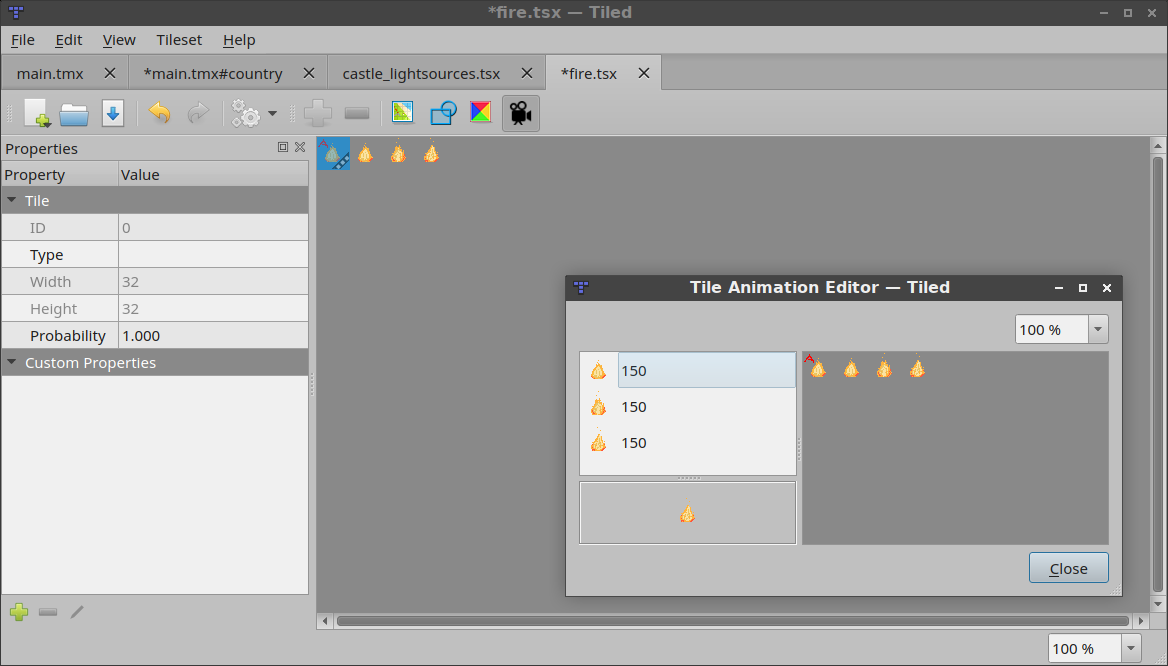 *fire.tsx — Tiled
File Edit View Tileset Help
main.tmx *main.tmx#country castle_lightsources.tsx *fire.tsx
Properties
Property Value
Tile
ID 0
Type
Width 32
Height 32
Probability 1.000
Custom Properties
Tile Animation Editor — Tiled
100 %
150
150
150
Close
100 %